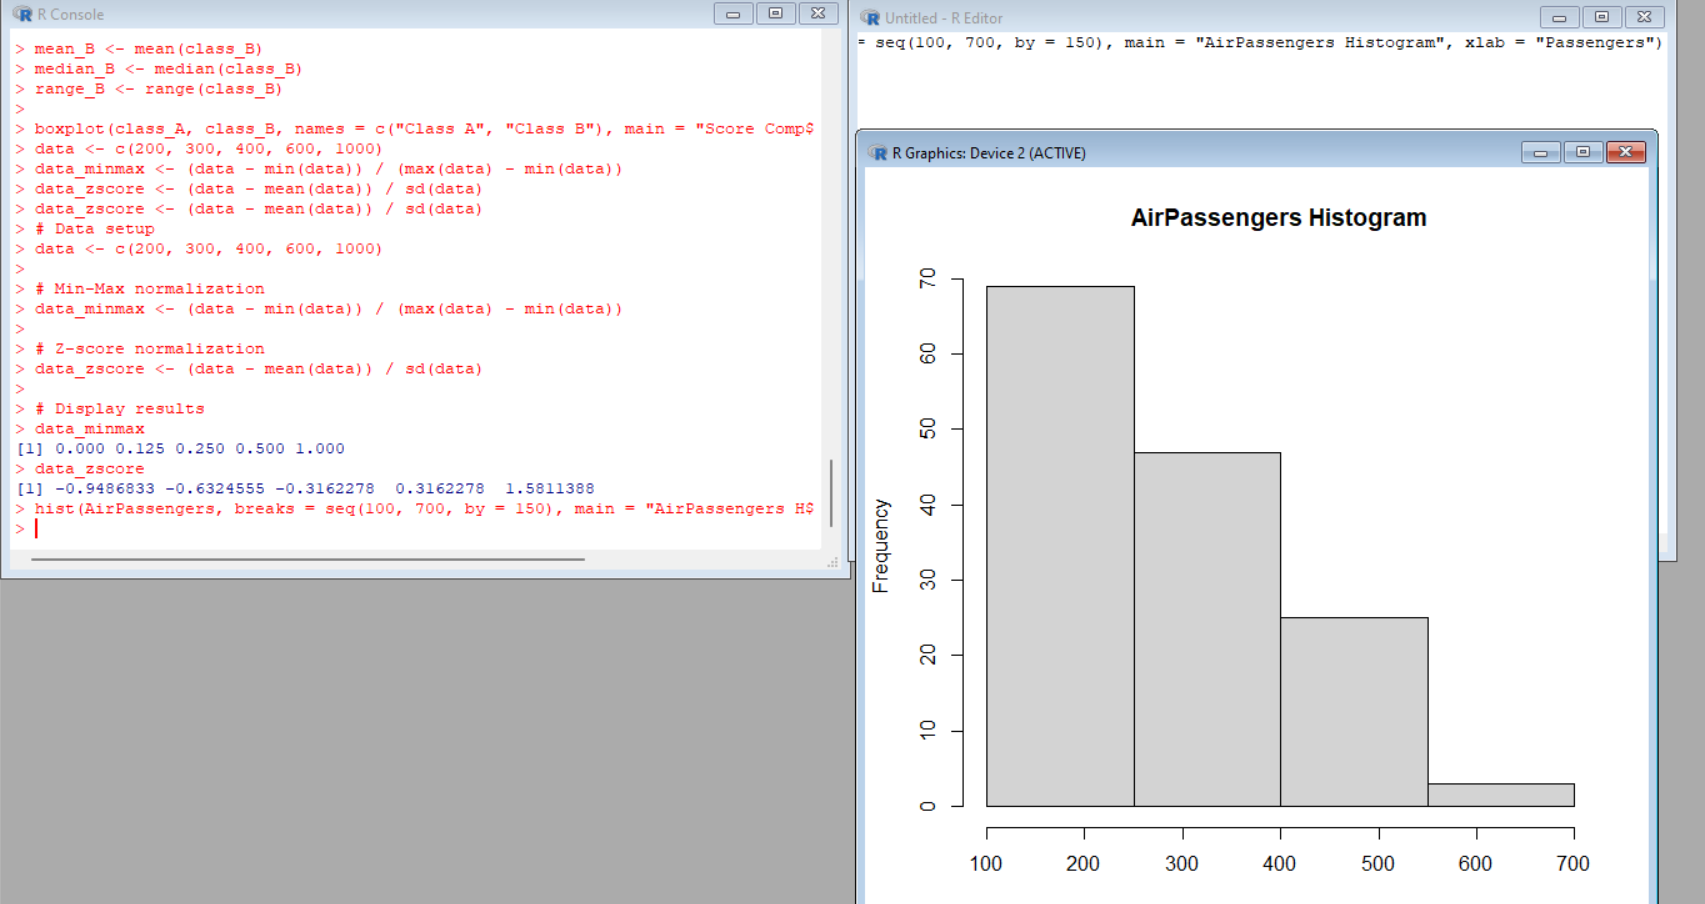 R Console
> mean_B <- mean(class_B)
> median_B <- median(class_B)
> range_B <- range(class_B)
>
> boxplot(class_A, class_B, names = c("Class A", "Class B"), main = "Score Comp$
> data <- c(200, 300, 400, 600, 1000)
> data_minmax <- (data - min(data)) / (max(data) - min(data))
> data_zscore <- (data - mean(data)) / sd(data)
> data_zscore <- (data - mean(data)) / sd(data)
> # Data setup
> data <- c(200, 300, 400, 600, 1000)
>
> # Min-Max normalization
> data_minmax <- (data - min(data)) / (max(data) - min(data))
>
> # Z-score normalization
> data_zscore <- (data - mean(data)) / sd(data)
>
> # Display results
> data_minmax
[1] 0.000 0.125 0.250 0.500 1.000
> data_zscore
[1] -0.9486833 -0.6324555 -0.3162278  0.3162278  1.5811388
> hist(AirPassengers, breaks = seq(100, 700, by = 150), main = "AirPassengers H$
>
Untitled - R Editor
= seq(100, 700, by = 150), main = "AirPassengers Histogram", xlab = "Passengers")
R Graphics: Device 2 (ACTIVE)
AirPassengers Histogram
Frequency
70
60
50
40
30
20
10
0
100 200 300 400 500 600 700